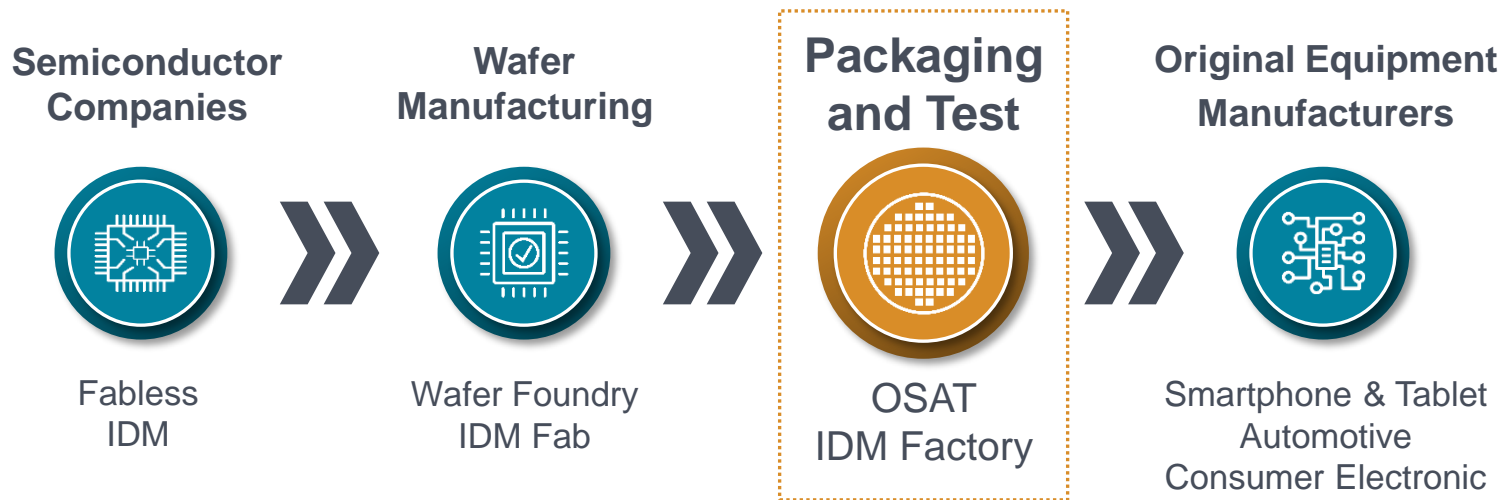 Semiconductor
Companies
Fabless
IDM
Wafer
Manufacturing
Wafer Foundry
IDM Fab
Packaging
and Test
OSAT
IDM Factory
Original Equipment
Manufacturers
Smartphone & Tablet
Automotive
Consumer Electronic